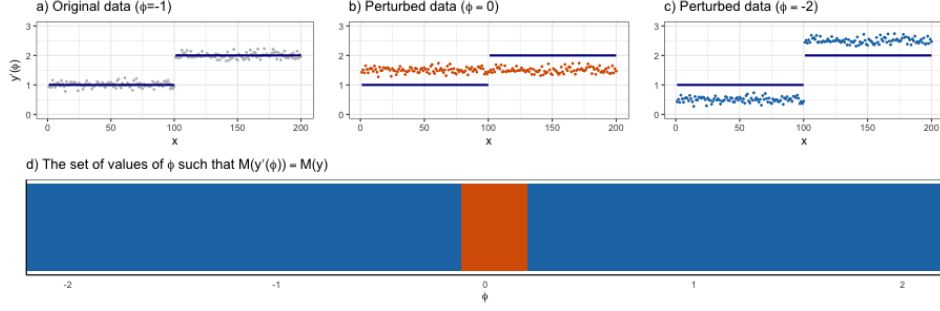 a) Original data (ϕ=-1)
b) Perturbed data (ϕ = 0)
c) Perturbed data (ϕ = -2)
y′(ϕ)
3
2
1
0
0 50 100 150 200
x
3
2
1
0
0 50 100 150 200
x
3
2
1
0
0 50 100 150 200
x
d) The set of values of ϕ such that M(y′(ϕ)) = M(y)
-2 -1 0 1 2
ϕ